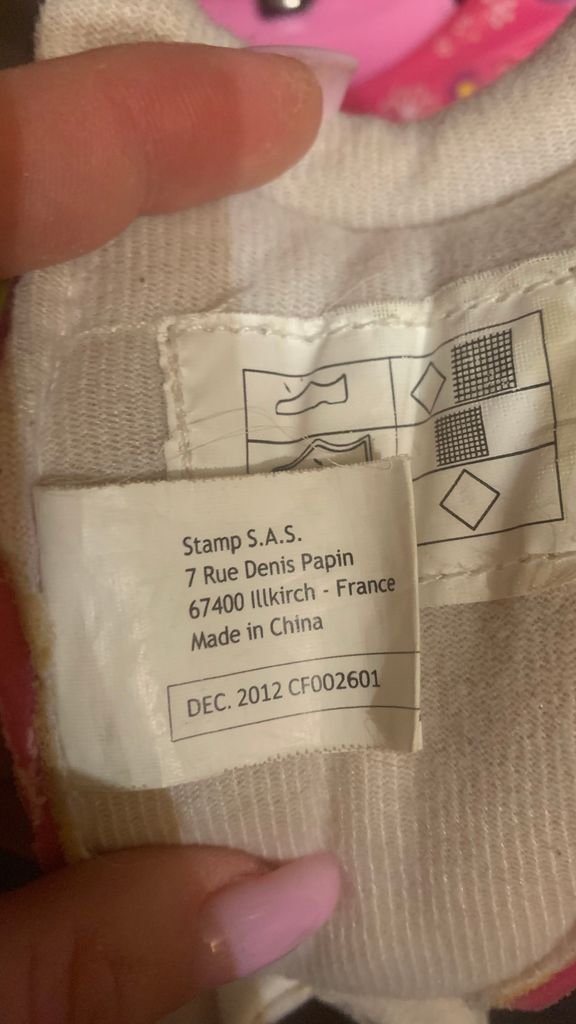 Stamp S.A.S.
7 Rue Denis Papin
67400 Illkirch - France
Made in China
DEC. 2012 CF002601